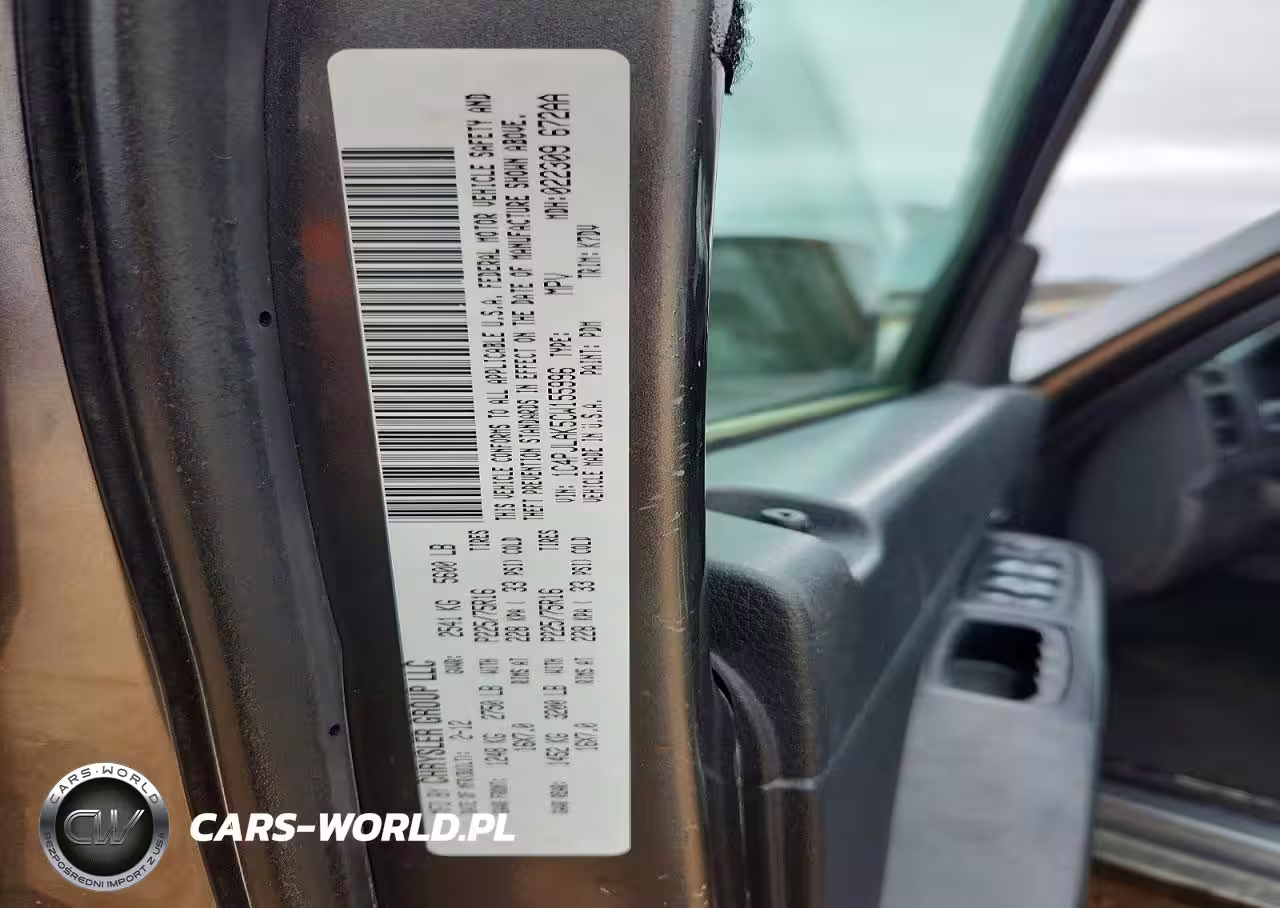 MFD BY CHRYSLER GROUP LLC
DATE OF MFR: 2-12 GVWR: 2541 KG 5600 LB
GAWR FRONT: 1248 KG 2750 LB WITH P225/75R16 TIRES
16X7.0 RIMS AT 228 KPA( 33 PSI) COLD
GAWR REAR: 1452 KG 3200 LB WITH P225/75R16 TIRES
16X7.0 RIMS AT 228 KPA( 33 PSI) COLD
THIS VEHICLE CONFORMS TO ALL APPLICABLE U.S.A. FEDERAL MOTOR VEHICLE SAFETY AND
THEFT PREVENTION STANDARDS IN EFFECT ON THE DATE OF MANUFACTURE SHOWN ABOVE.
VIN: 1C4PJLAK5CW155996 TYPE: MPV MDH:022309 672AA
VEHICLE MADE IN U.S.A. PAINT: PDM TRIM: K7DV
CARS-WORLD
CW
BEZPOŚREDNI IMPORT Z USA
CARS-WORLD.PL